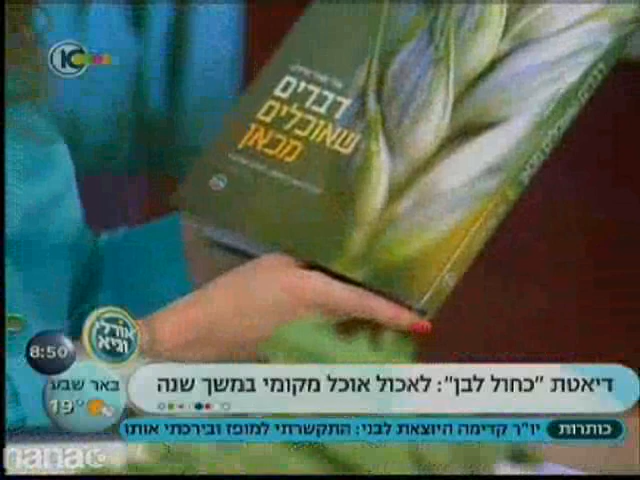 10
דברים
שאוכלים
מכאן
אורלי
וגיא
8:50
דיאטת "כחול לבן": לאכול אוכל מקומי במשך שנה
באר שבע
19°
כותרות
יו"ר קדימה היוצאת לבני: התקשרתי למופז ובירכתי אותו
nana10